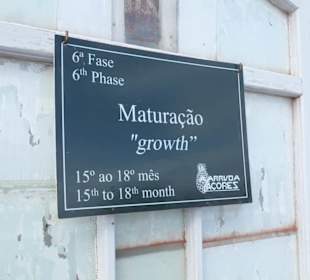 6ª Fase
6th Phase
Maturação
"growth”
15º ao 18º mês
15th to 18th month
ARRUDA
AÇORES